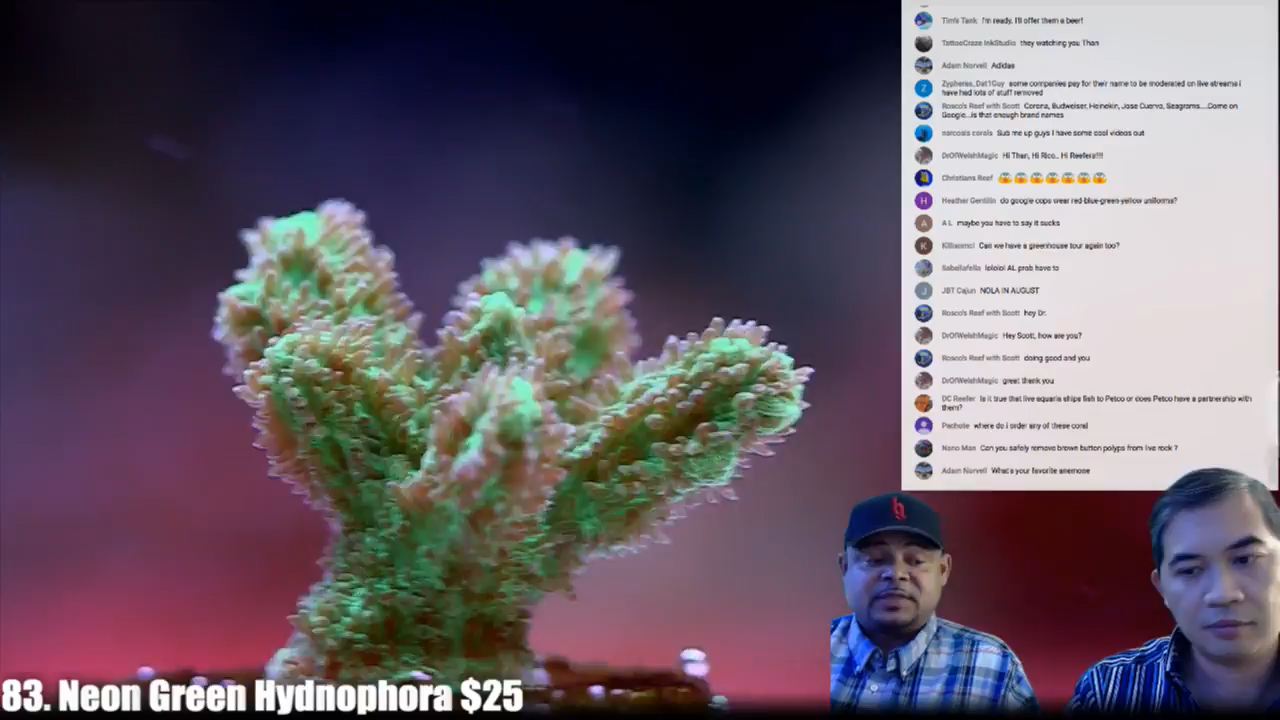 Tim's Tank I'm ready. I'll offer them a beer!
TattooCraze InkStudio they watching you Than
Adam Norvell Adidas
Zypheras_Dat1Guy some companies pay for their name to be moderated on live streams i
have had lots of stuff removed
Rosco's Reef with Scott Corona, Budweiser, Heinekin, Jose Cuervo, Seagrams....Come on
Google...is that enough brand names
narcosis corals Sub me up guys I have some cool videos out
DrOfWelshMagic Hi Than, Hi Rico.. Hi Reefers!!!!
Christians Reef
Heather Gentilin do google cops wear red-blue-green-yellow uniforms?
A L maybe you have to say it sucks
Killianmci Can we have a greenhouse tour again too?
Sabellafella lololol AL prob have to
JBT Cajun NOLA IN AUGUST
Rosco's Reef with Scott hey Dr.
DrOfWelshMagic Hey Scott, how are you?
Rosco's Reef with Scott doing good and you
DrOfWelshMagic great thank you
DC Reefer Is it true that live aquaria ships fish to Petco or does Petco have a partnership with
them?
Pachote where do i order any of these coral
Nano Man Can you safely remove brown button polyps from live rock ?
Adam Norvell What's your favorite anemone
83. Neon Green Hydnophora $25